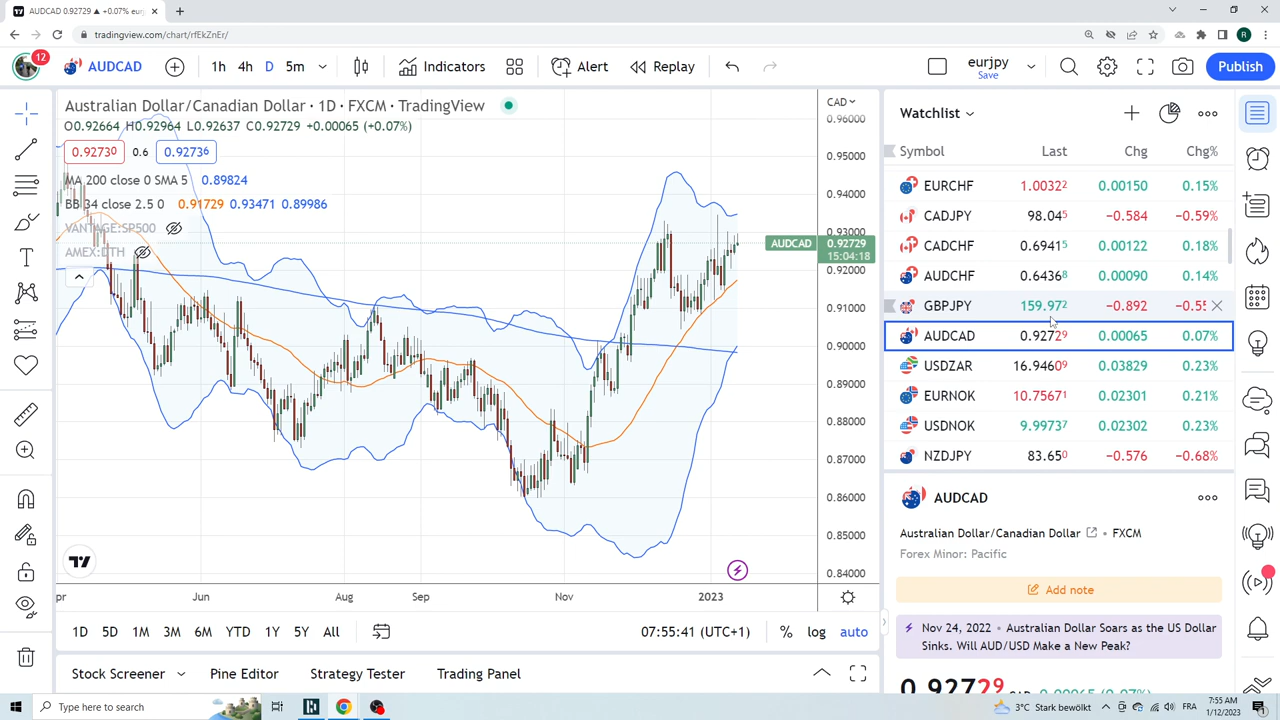 AUDCAD 0.92729 ▲ +0.07% eurj
tradingview.com/chart/rfEkZnEr/
R
12
AUDCAD
1h 4h D 5m
Indicators
Alert
Replay
eurjpy
Save
Publish
Australian Dollar/Canadian Dollar · 1D · FXCM · TradingView
O0.92664 H0.92964 L0.92637 C0.92729 +0.00065 (+0.07%)
0.92730 0.6 0.92736
MA 200 close 0 SMA 5 0.89824
BB 34 close 2.5 0 0.91729 0.93471 0.89986
VANTAGE:SP500
AMEX:DTH
CAD
0.96000
0.95000
0.94000
0.93000
AUDCAD 0.92729
15:04:18
0.92000
0.91000
0.90000
0.89000
0.88000
0.87000
0.86000
0.85000
0.84000
pr Jun Aug Sep Nov 2023
1D 5D 1M 3M 6M YTD 1Y 5Y All
07:55:41 (UTC+1) % log auto
Stock Screener Pine Editor Strategy Tester Trading Panel
Watchlist
Symbol Last Chg Chg%
EURCHF 1.00322 0.00150 0.15%
CADJPY 98.045 −0.584 −0.59%
CADCHF 0.69415 0.00122 0.18%
AUDCHF 0.64368 0.00090 0.14%
GBPJPY 159.972 −0.892 −0.55
AUDCAD 0.92729 0.00065 0.07%
USDZAR 16.94609 0.03829 0.23%
EURNOK 10.75671 0.02301 0.21%
USDNOK 9.99737 0.02302 0.23%
NZDJPY 83.650 −0.576 −0.68%
AUDCAD
Australian Dollar/Canadian Dollar • FXCM
Forex Minor: Pacific
Add note
Nov 24, 2022 • Australian Dollar Soars as the US Dollar
Sinks. Will AUD/USD Make a New Peak?
0.92729 CAD 0.00065 (0.07%)
Type here to search
3°C Stark bewölkt
FRA
7:55 AM
1/12/2023